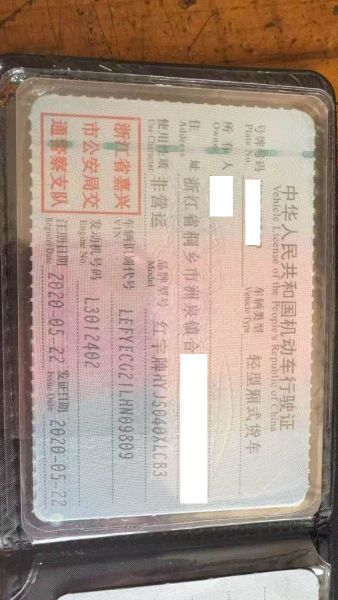 中华人民共和国机动车行驶证
Vehicle License of the People's Republic of China
号牌号码 车辆类型 轻型厢式货车
Plate No. Vehicle Type
所有人
Owner
住址 浙江省桐乡市洲泉镇合
Address
使用性质 非营运 品牌型号 红宇牌HYJ5040XLCB3
Use Character Model
浙江省嘉兴
市公安局交
通警察支队
车辆识别代号 LEFYECG21LHN09809
VIN
发动机号码 L3012402
Engine No.
注册日期 2020-05-22 发证日期 2020-05-22
Register Date Issue Date